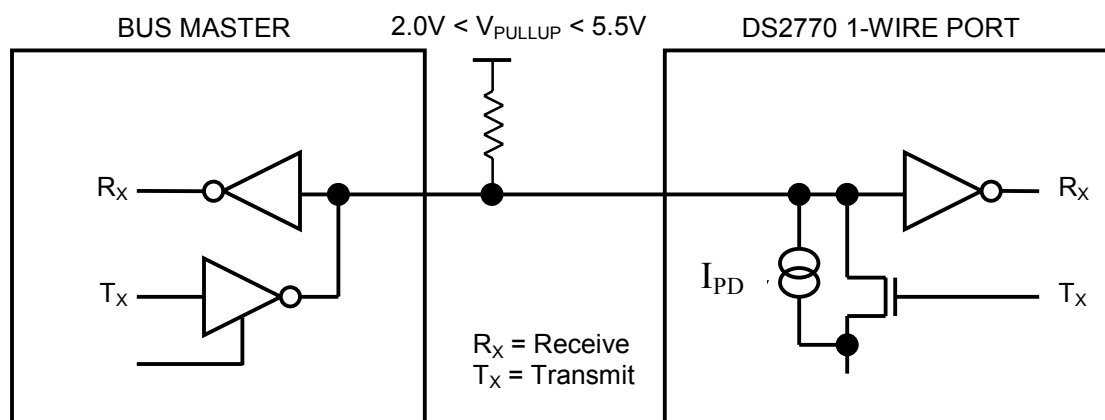 BUS MASTER
2.0V < VPULLUP < 5.5V
DS2770 1-WIRE PORT
RX
RX
TX
IPD
TX
RX = Receive
TX = Transmit